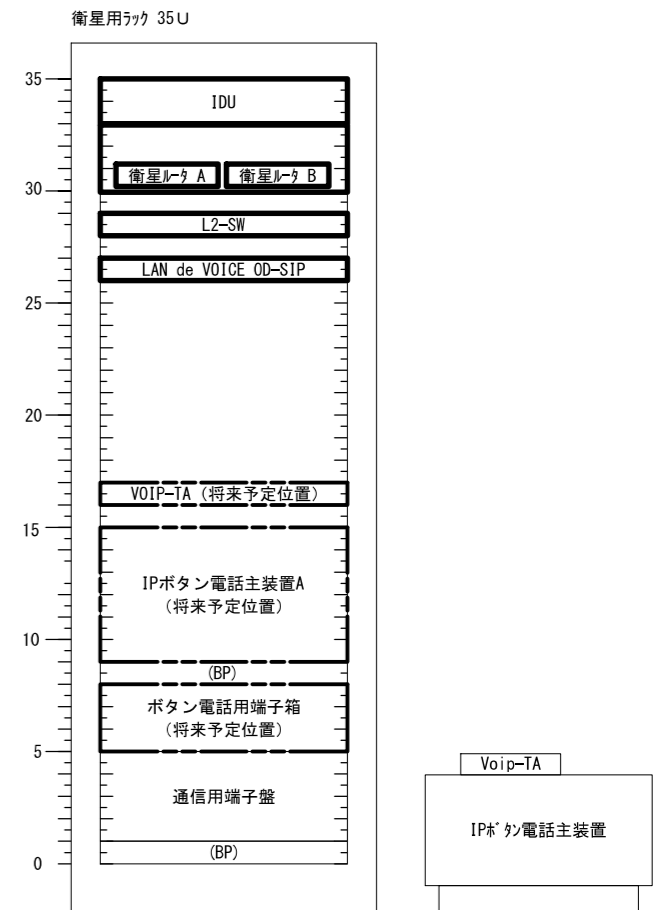 衛星用ﾗｯｸ 35U
35
IDU
衛星ﾙｰﾀ A
衛星ﾙｰﾀ B
30
L2-SW
LAN de VOICE OD-SIP
25
20
VOIP-TA (将来予定位置)
15
IPボタン電話主装置A
(将来予定位置)
10
(BP)
ボタン電話用端子箱
(将来予定位置)
5
通信用端子盤
(BP)
0
Voip-TA
IPﾎﾞﾀﾝ電話主装置